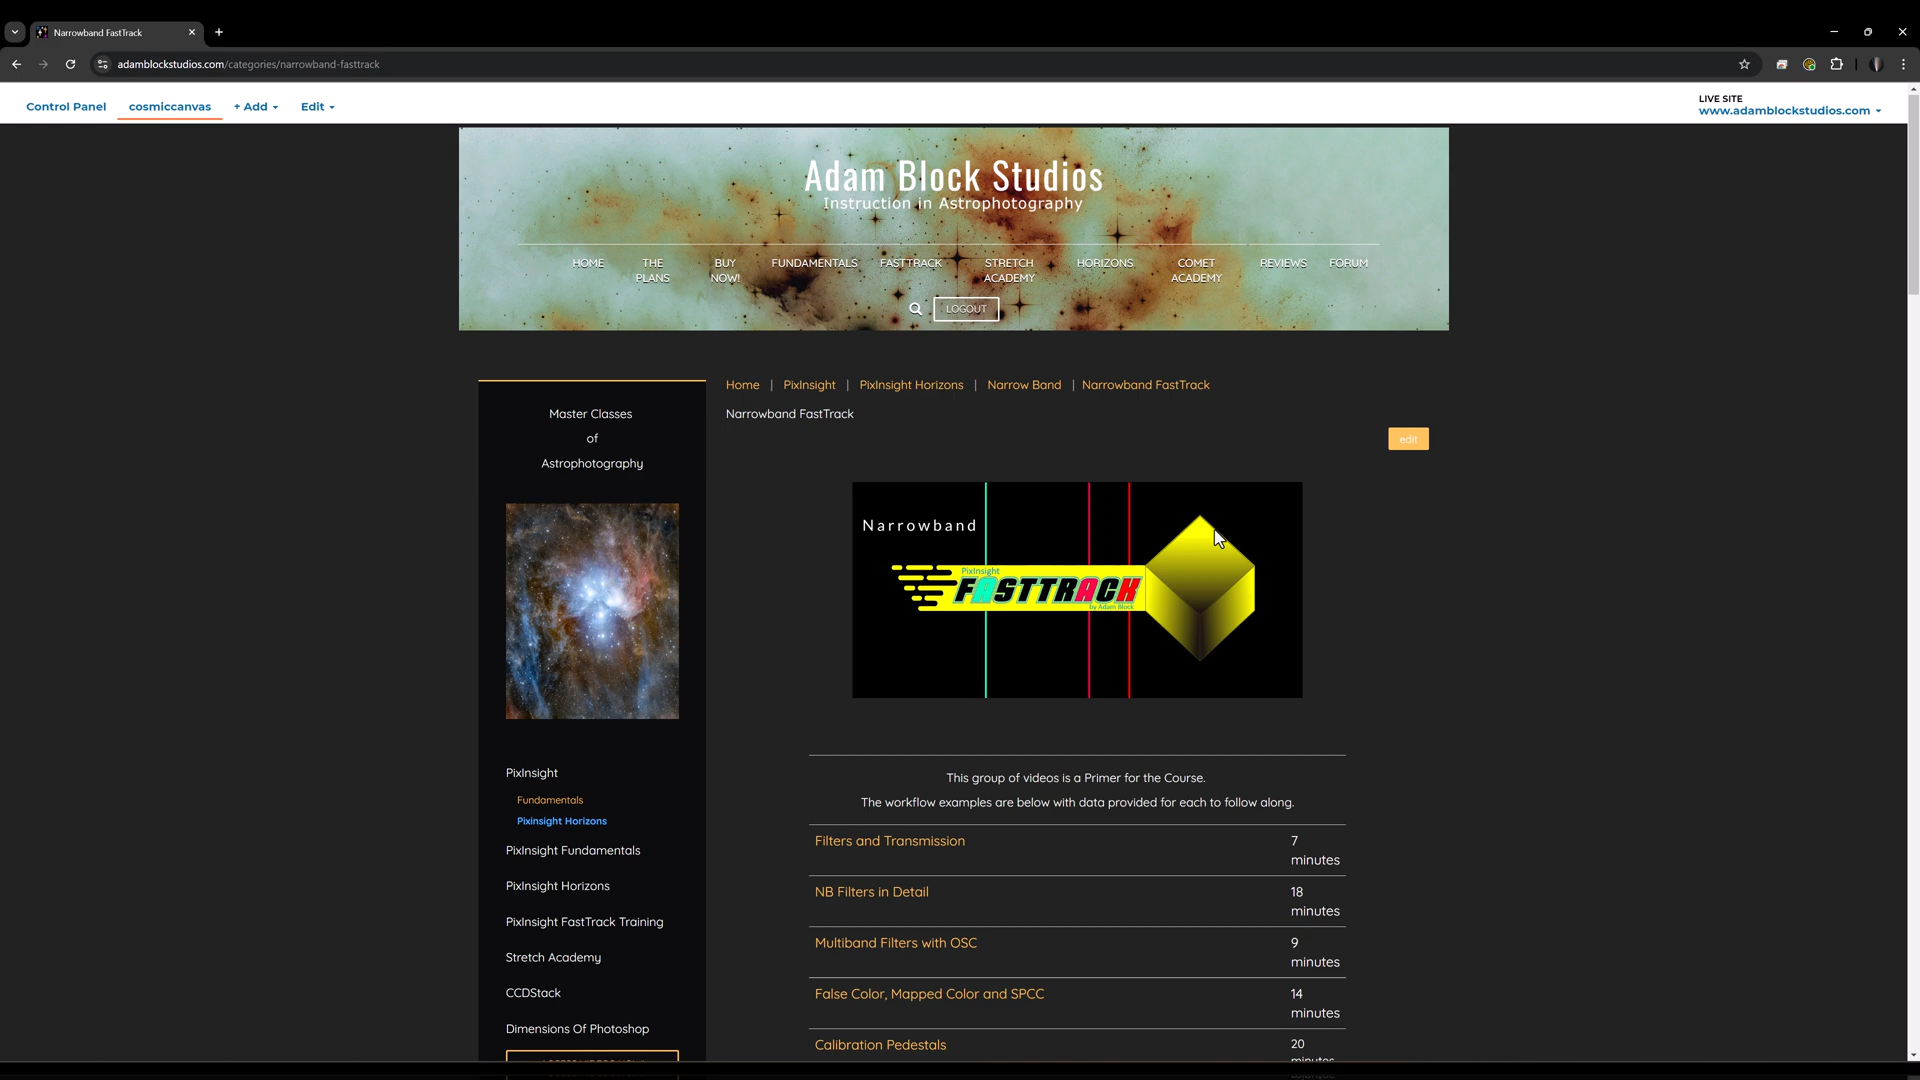 Narrowband FastTrack
adamblockstudios.com/categories/narrowband-fasttrack
Control Panel
cosmiccanvas
+ Add
Edit
LIVE SITE
www.adamblockstudios.com
Adam Block Studios
Instruction in Astrophotography
HOME
THE PLANS
BUY NOW!
FUNDAMENTALS
FASTTRACK
STRETCH ACADEMY
HORIZONS
COMET ACADEMY
REVIEWS
FORUM
LOGOUT
Master Classes
of
Astrophotography
PixInsight
Fundamentals
Pixinsight Horizons
PixInsight Fundamentals
PixInsight Horizons
PixInsight FastTrack Training
Stretch Academy
CCDStack
Dimensions Of Photoshop
Home | PixInsight | PixInsight Horizons | Narrow Band | Narrowband FastTrack
Narrowband FastTrack
edit
Narrowband
PixInsight
FASTTRACK
by Adam Block
This group of videos is a Primer for the Course.
The workflow examples are below with data provided for each to follow along.
Filters and Transmission
7
minutes
NB Filters in Detail
18
minutes
Multiband Filters with OSC
9
minutes
False Color, Mapped Color and SPCC
14
minutes
Calibration Pedestals
20
minutes